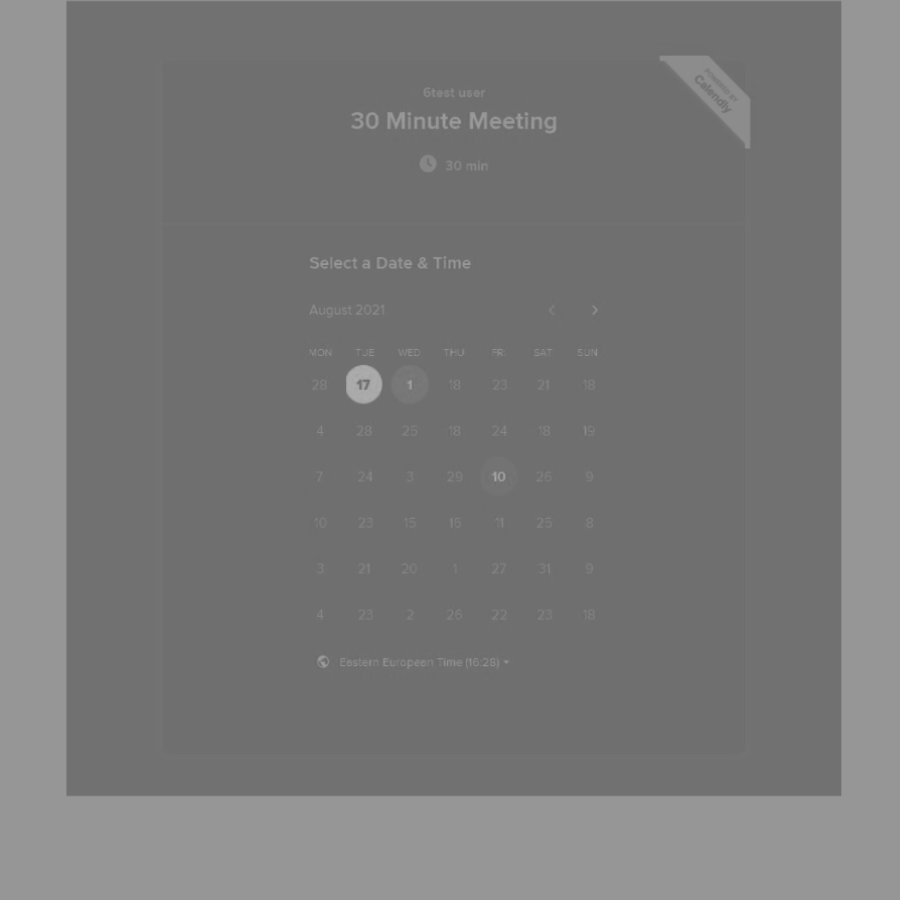 POWERED BY
Calendly
6test user
30 Minute Meeting
30 min
Select a Date & Time
August 2021
MON TUE WED THU FRI SAT SUN
28 17 1 18 23 21 18
4 28 25 18 24 18 19
7 24 3 29 10 26 9
10 23 15 16 11 25 8
3 21 20 1 27 31 9
4 23 2 26 22 23 18
Eastern European Time (16:28)